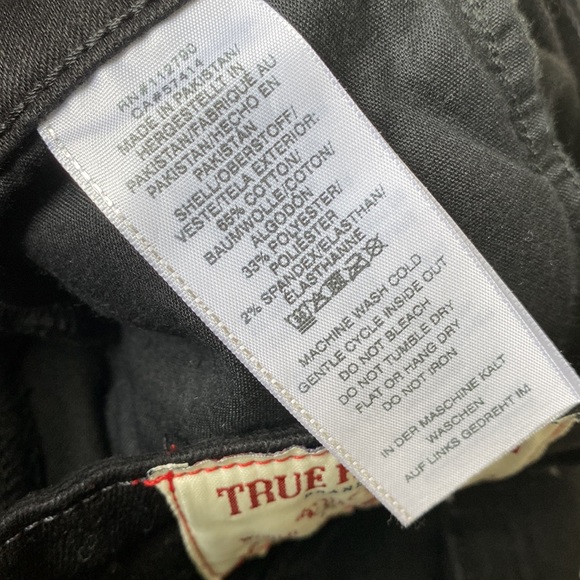 RN#112790
CA#57414
MADE IN PAKISTAN/
HERGESTELLT IN
PAKISTAN/FABRIQUÉ AU
PAKISTAN/HECHO EN
PAKISTAN
SHELL/OBERSTOFF/
VESTE/TELA EXTERIOR:
65% COTTON/
BAUMWOLLE/COTON/
ALGODÓN
33% POLYESTER/
POLIÉSTER
2% SPANDEX/ELASTHAN/
ÉLASTHANNE
MACHINE WASH COLD
GENTLE CYCLE INSIDE OUT
DO NOT BLEACH
DO NOT TUMBLE DRY
FLAT OR HANG DRY
DO NOT IRON
IN DER MASCHINE KALT
WASCHEN
AUF LINKS GEDREHT IM
TRUE